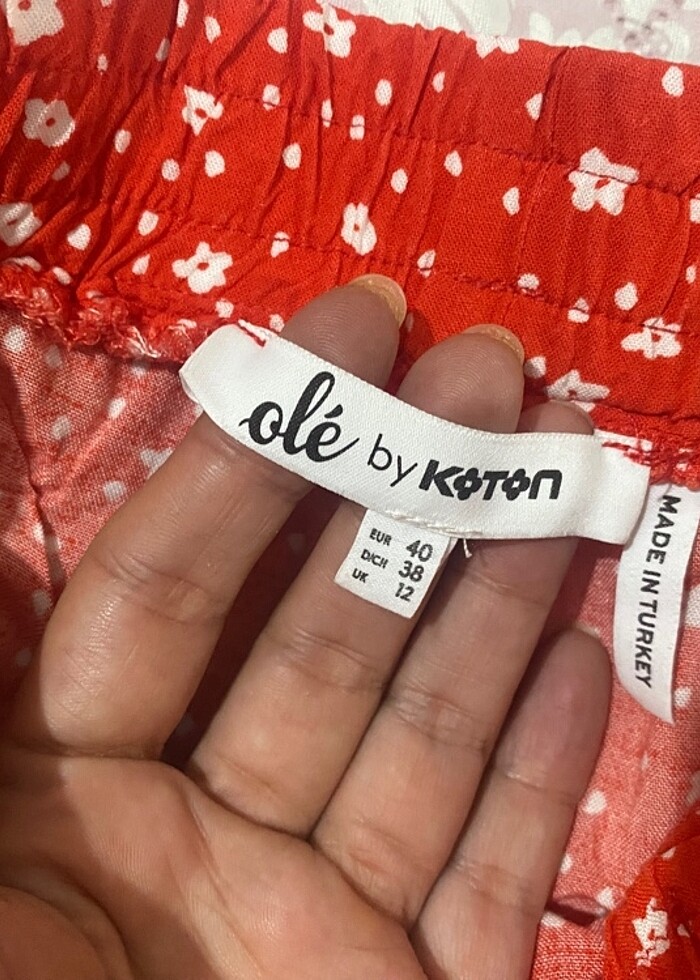 olé by KOTON
EUR 40
D/CH 38
UK 12
MADE IN TURKEY